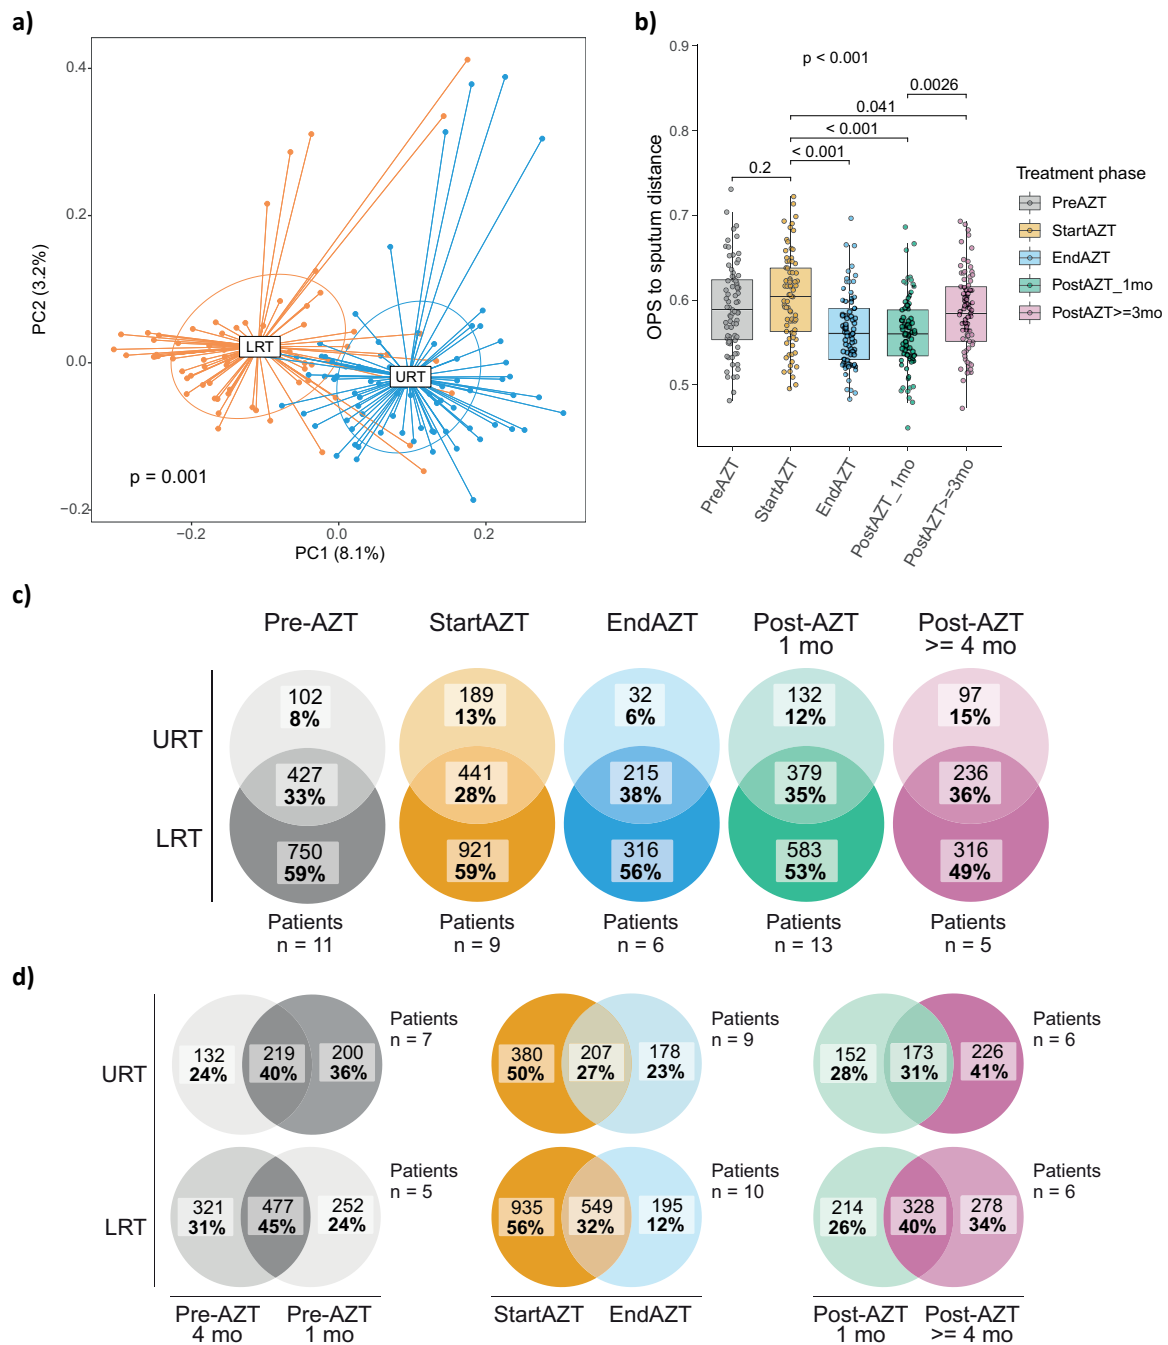 a)
0.4
0.2
0.0
−0.2
PC2 (3.2%)
LRT
URT
p = 0.001
−0.2
0.0
0.2
PC1 (8.1%)
b)
0.9
0.8
0.7
0.6
0.5
OPS to sputum distance
p < 0.001
0.0026
0.041
< 0.001
< 0.001
0.2
PreAZT
StartAZT
EndAZT
PostAZT_1mo
PostAZT>=3mo
Treatment phase
PreAZT
StartAZT
EndAZT
PostAZT_1mo
PostAZT>=3mo
c)
Pre-AZT
StartAZT
EndAZT
Post-AZT
1 mo
Post-AZT
>= 4 mo
URT
LRT
102
8%
427
33%
750
59%
Patients
n = 11
189
13%
441
28%
921
59%
Patients
n = 9
32
6%
215
38%
316
56%
Patients
n = 6
132
12%
379
35%
583
53%
Patients
n = 13
97
15%
236
36%
316
49%
Patients
n = 5
d)
URT
132
24%
219
40%
200
36%
Patients
n = 7
380
50%
207
27%
178
23%
Patients
n = 9
152
28%
173
31%
226
41%
Patients
n = 6
LRT
321
31%
477
45%
252
24%
Patients
n = 5
935
56%
549
32%
195
12%
Patients
n = 10
214
26%
328
40%
278
34%
Patients
n = 6
Pre-AZT
4 mo
Pre-AZT
1 mo
StartAZT
EndAZT
Post-AZT
1 mo
Post-AZT
>= 4 mo